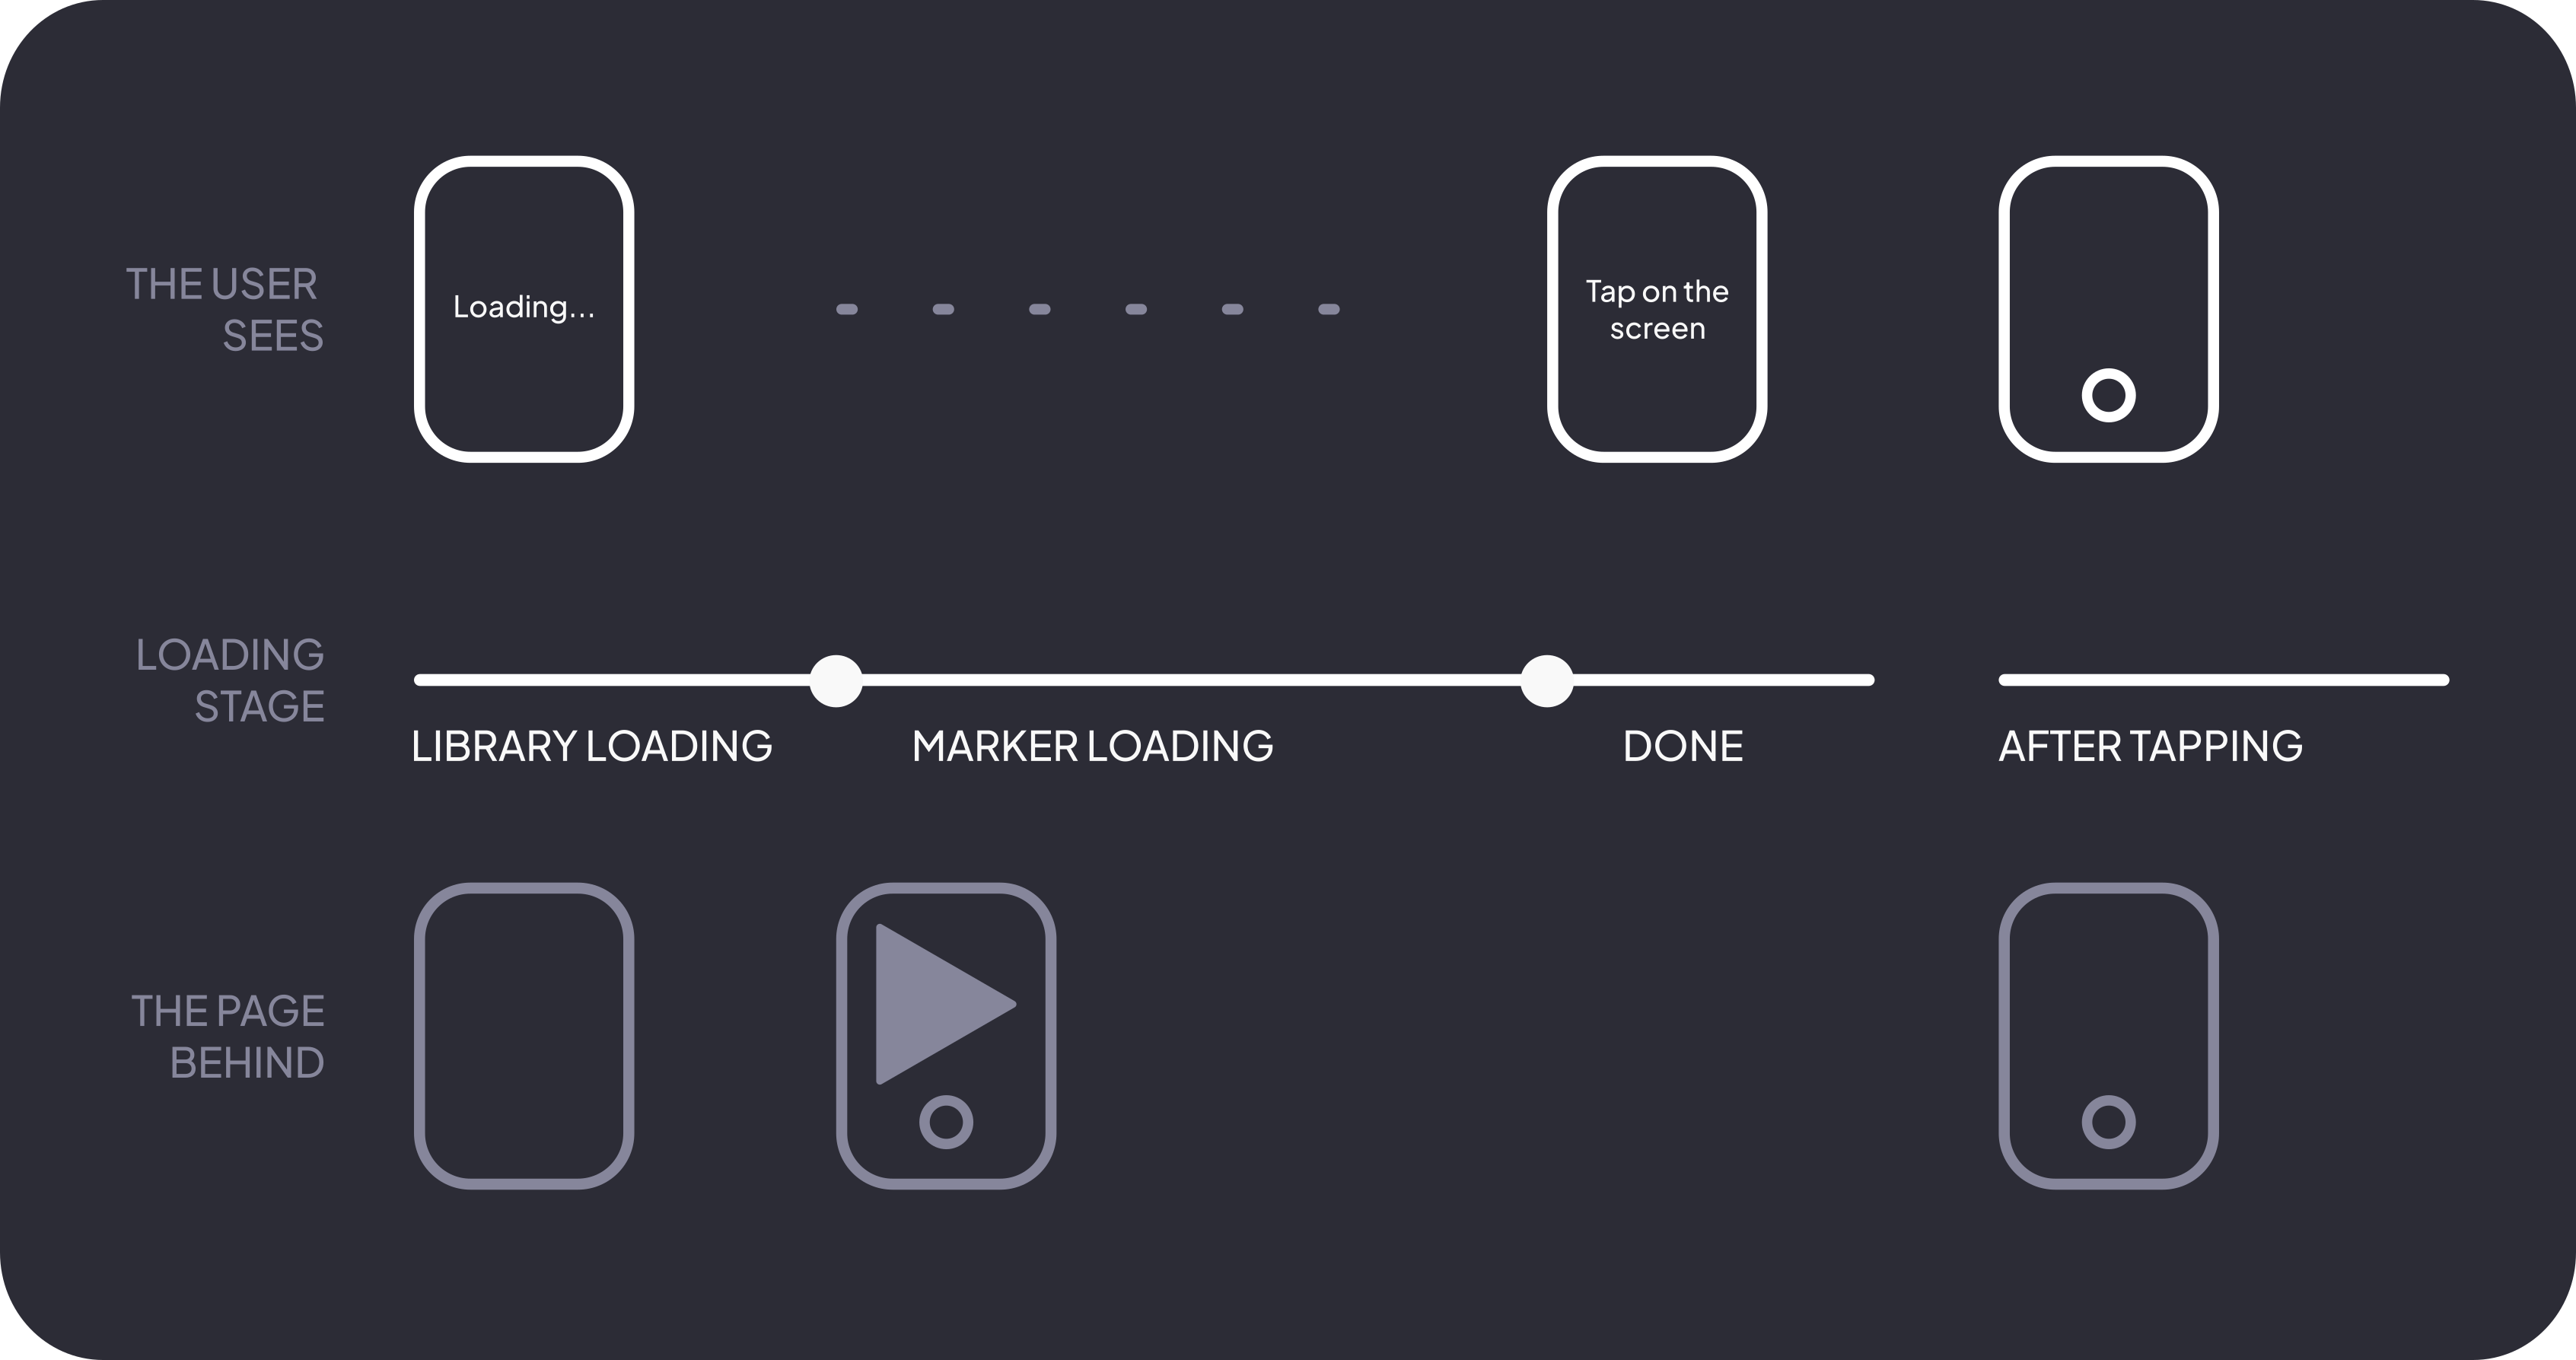 THE USER
SEES
Loading...
Tap on the
screen
LOADING
STAGE
LIBRARY LOADING
MARKER LOADING
DONE
AFTER TAPPING
THE PAGE
BEHIND